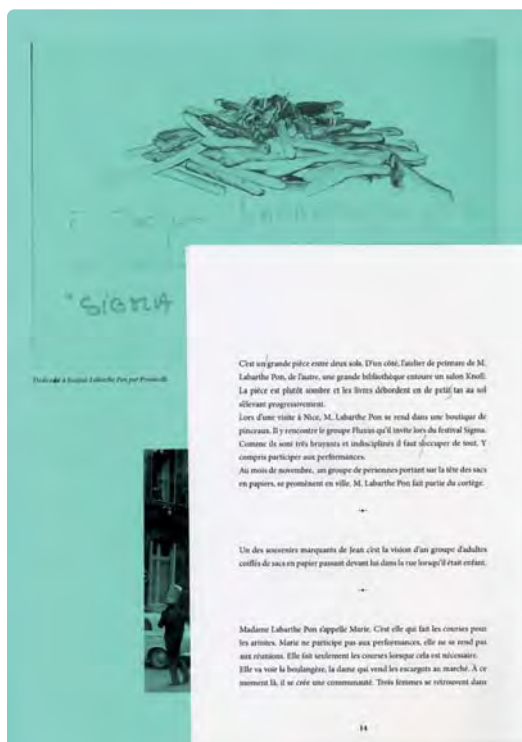 "SIGMA
Dédicade à Jacques Labarthe Pon par Pommelle
C'est un grande pièce entre deux sols. D'un côté, l'atelier de peinture de M.
Labarthe Pon, de l'autre, une grande bibliothèque entoure un salon Knoll.
La pièce est plutôt sombre et les livres débordent en de petit tas au sol
s'élevant progressivement.
Lors d'une visite à Nice, M. Labarthe Pon se rend dans une boutique de
pinceaux. Il y rencontre le groupe Fluxus qu'il invite lors du festival Sigma.
Comme ils sont très bruyants et indisciplinés il faut s'occuper de tout. Y
compris participer aux performances.
Au mois de novembre, un groupe de personnes portant sur la tête des sacs
en papiers, se promènent en ville. M. Labarthe Pon fait partie du cortège.
Un des souvenirs marquants de Jean c'est la vision d'un groupe d'adultes
coiffés de sacs en papier passant devant lui dans la rue lorsqu'il était enfant.
Madame Labarthe Pon s'appelle Marie. C'est elle qui fait les courses pour
les artistes. Marie ne participe pas aux performances, elle ne se rend pas
aux réunions. Elle fait seulement les courses lorsque cela est nécessaire.
Elle va voir la boulangère, la dame qui vend les escargots au marché. À ce
moment là, il se crée une communauté. Trois femmes se retrouvent dans
14